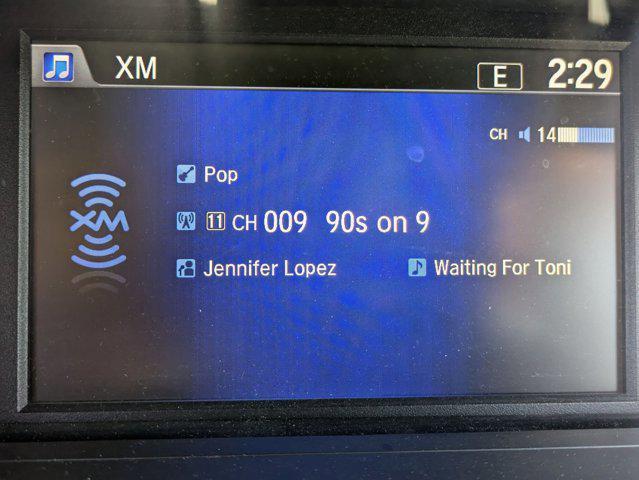 XM E 2:29
CH 14
Pop
XM
11 CH 009 90s on 9
Jennifer Lopez Waiting For Toni